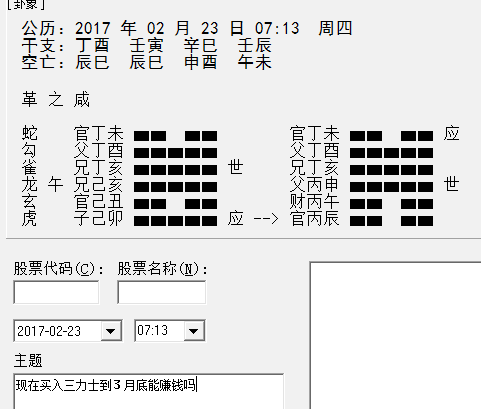 [卦象]
公历：2017 年 02 月 23 日 07:13 周四
干支：丁酉 壬寅 辛巳 壬辰
空亡：辰巳 辰巳 申酉 午未
革 之 咸
蛇 官丁未 官丁未 应
勾 父丁酉 父丁酉
雀 兄丁亥 世 兄丁亥
龙 午 兄己亥 父丙申 世
玄 官己丑 财丙午
虎 子己卯 应 --> 官丙辰
股票代码(C)： 股票名称(N)：
2017-02-23 07:13
主题
现在买入三力士到３月底能赚钱吗